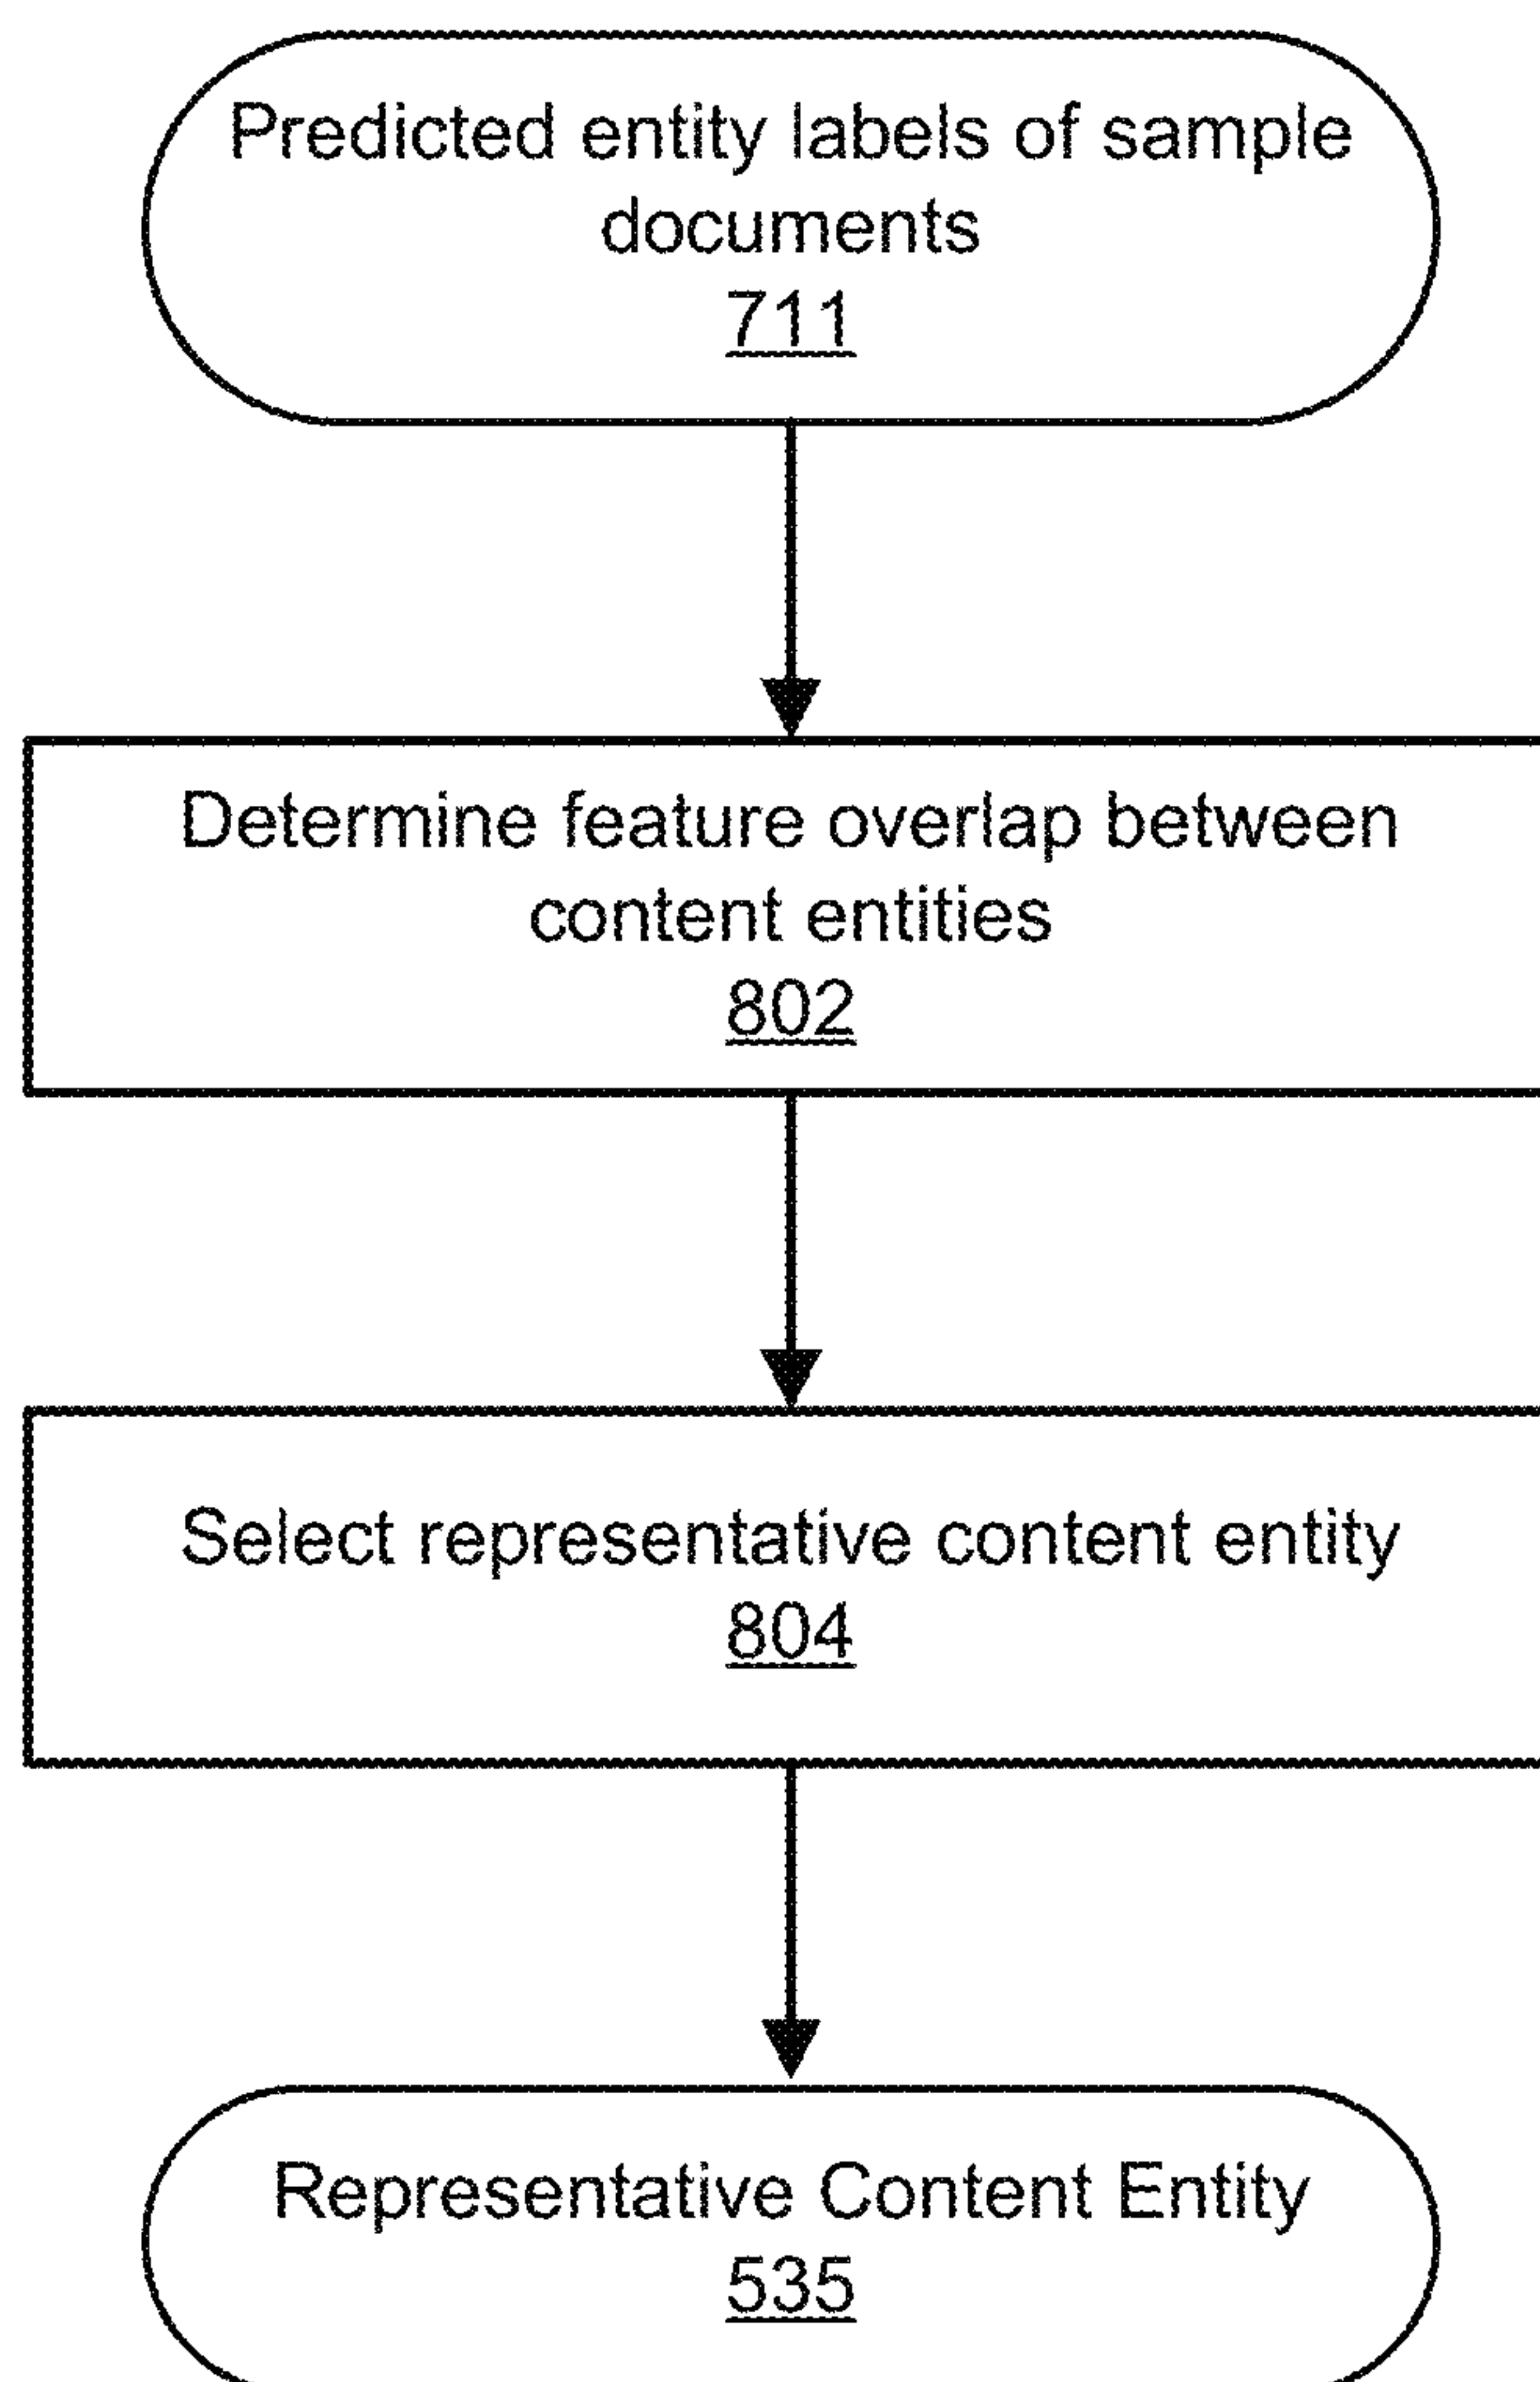 Predicted entity labels of sample
documents
711
Determine feature overlap between
content entities
802
Select representative content entity
804
Representative Content Entity
535